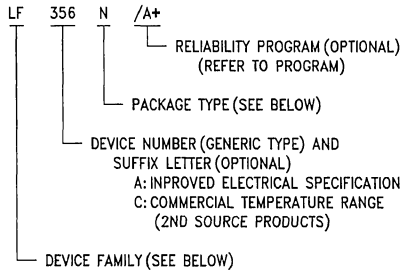 LF 356 N /A+
RELIABILITY PROGRAM (OPTIONAL)
(REFER TO PROGRAM)
PACKAGE TYPE (SEE BELOW)
DEVICE NUMBER (GENERIC TYPE) AND
SUFFIX LETTER (OPTIONAL)
A: INPROVED ELECTRICAL SPECIFICATION
C: COMMERCIAL TEMPERATURE RANGE
(2ND SOURCE PRODUCTS)
DEVICE FAMILY (SEE BELOW)